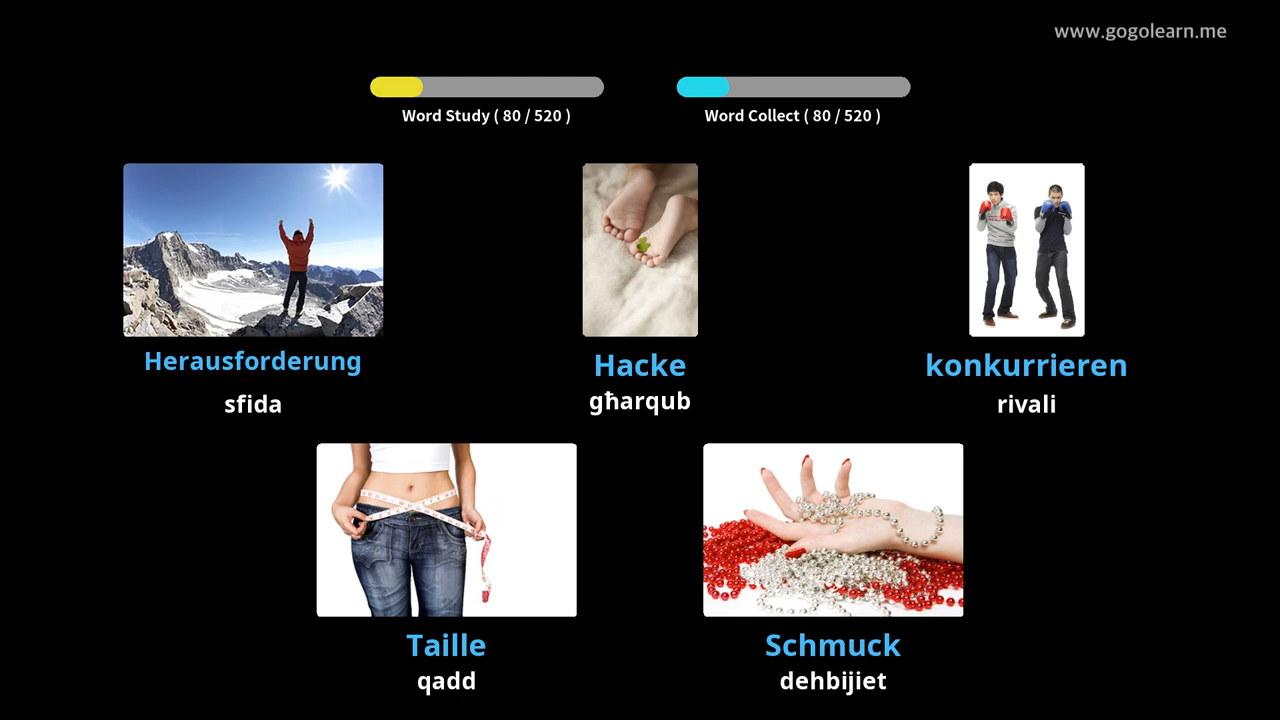 www.gogolearn.me
Word Study ( 80 / 520 )
Word Collect ( 80 / 520 )
Herausforderung
sfida
Hacke
għarqub
konkurrieren
rivali
Taille
qadd
Schmuck
dehbijiet